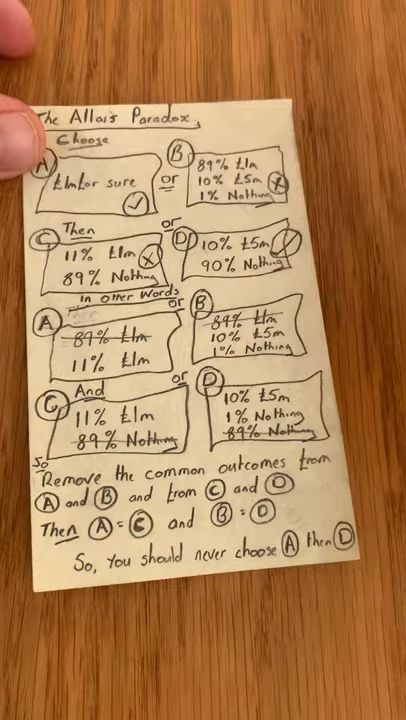 The Allais Paradox
Choose
A £1m for sure or B 89% £1m
10% £5m
1% Nothing
Then or
C 11% £1m
89% Nothing
D 10% £5m
90% Nothing
in Other Words
A 89% £1m
11% £1m
or
B 89% £1m
10% £5m
1% Nothing
And
C 11% £1m
89% Nothing
or
D 10% £5m
1% Nothing
89% Nothing
So
Remove the common outcomes from
A and B and from C and D
Then A = C and B = D
So, you should never choose A then D